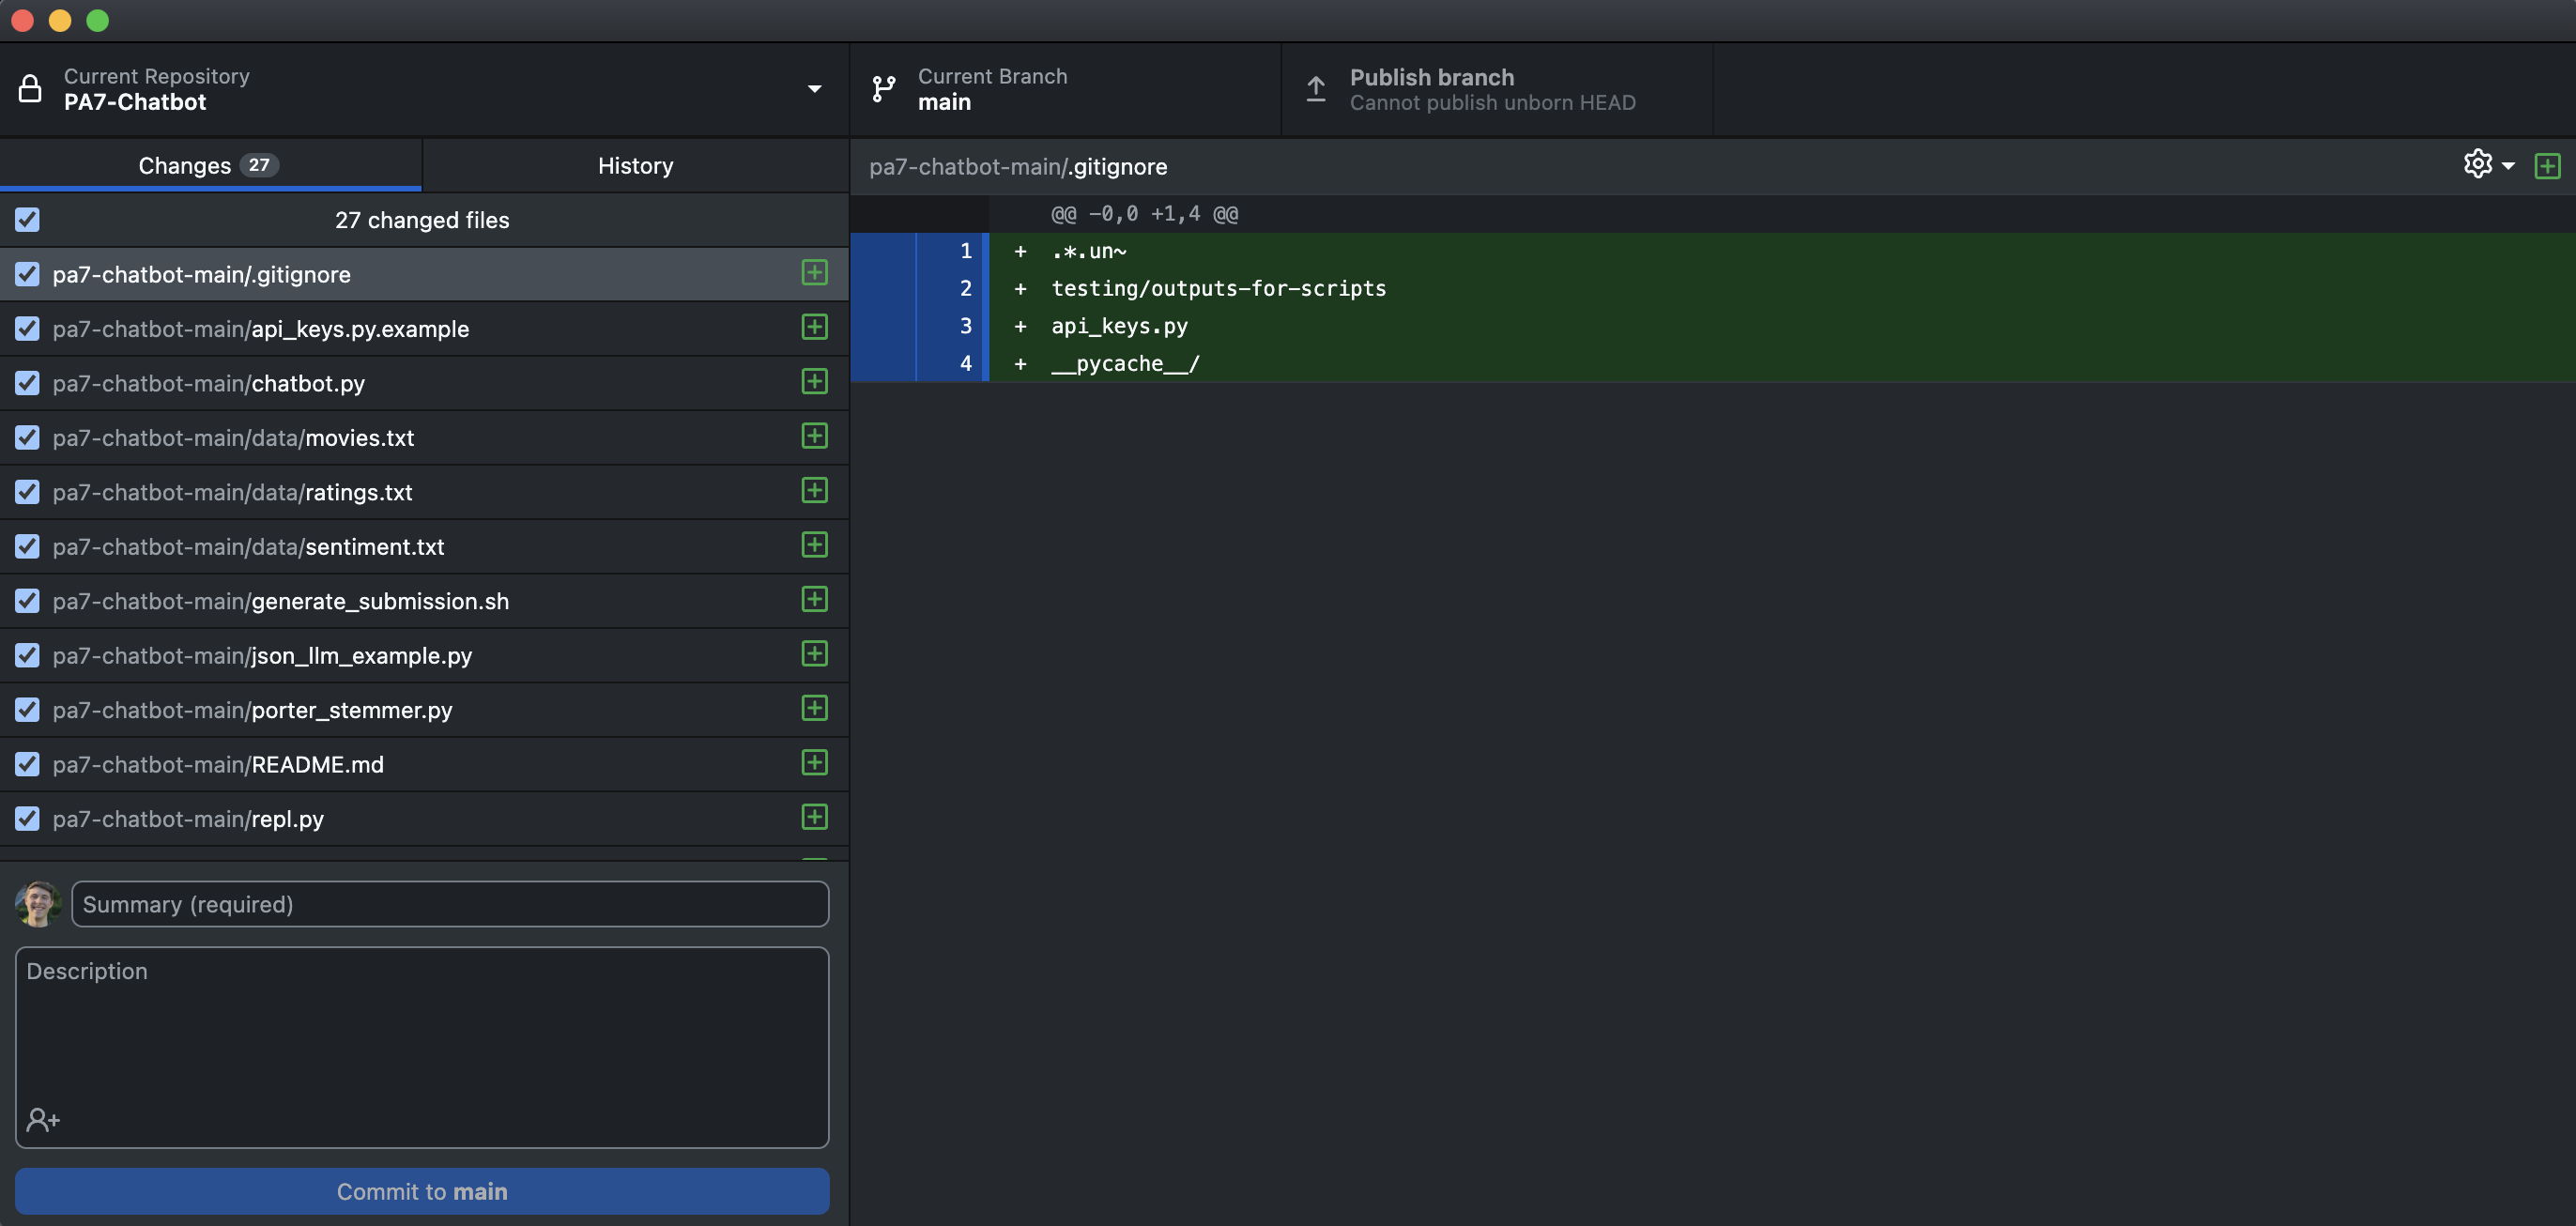 Current Repository
PA7-Chatbot
Current Branch
main
Publish branch
Cannot publish unborn HEAD
Changes 27
History
27 changed files
pa7-chatbot-main/.gitignore
pa7-chatbot-main/api_keys.py.example
pa7-chatbot-main/chatbot.py
pa7-chatbot-main/data/movies.txt
pa7-chatbot-main/data/ratings.txt
pa7-chatbot-main/data/sentiment.txt
pa7-chatbot-main/generate_submission.sh
pa7-chatbot-main/json_llm_example.py
pa7-chatbot-main/porter_stemmer.py
pa7-chatbot-main/README.md
pa7-chatbot-main/repl.py
Summary (required)
Description
Commit to main
pa7-chatbot-main/.gitignore
@@ -0,0 +1,4 @@
1 + .*.un~
2 + testing/outputs-for-scripts
3 + api_keys.py
4 + __pycache__/